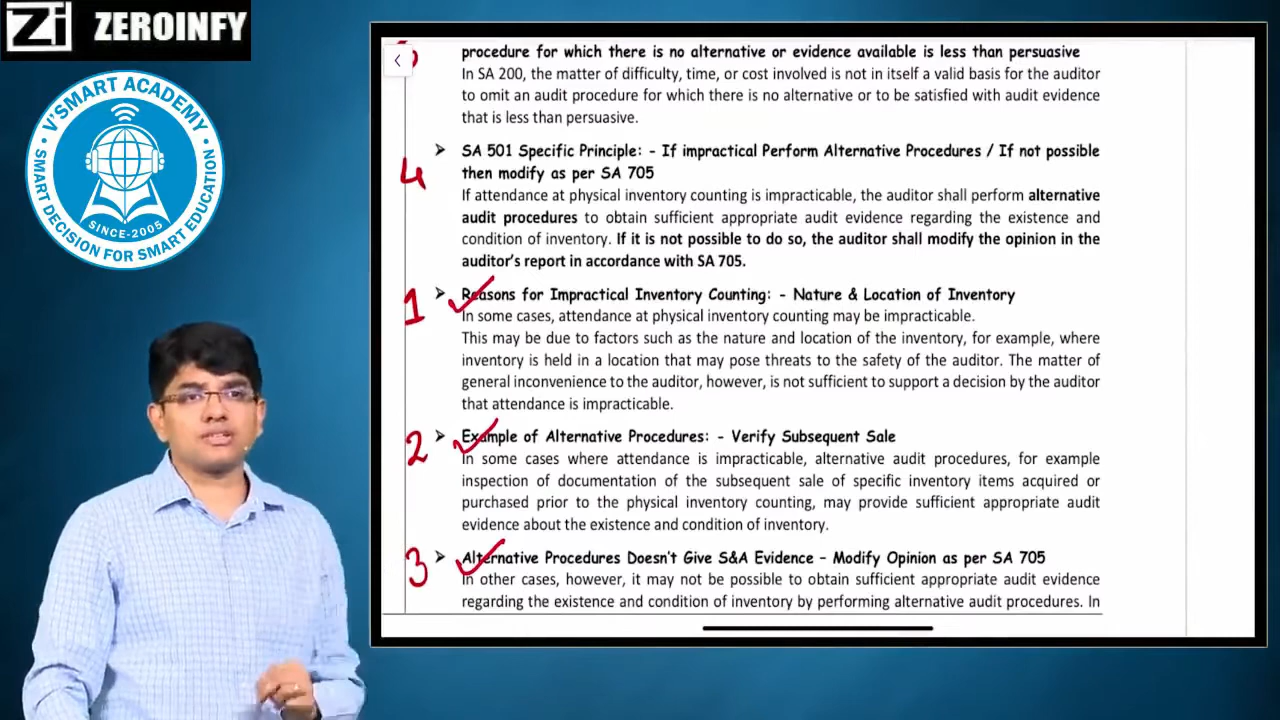 Zi ZEROINFY
V'SMART ACADEMY
SMART DECISION FOR SMART EDUCATION
SINCE-2005
procedure for which there is no alternative or evidence available is less than persuasive
In SA 200, the matter of difficulty, time, or cost involved is not in itself a valid basis for the auditor
to omit an audit procedure for which there is no alternative or to be satisfied with audit evidence
that is less than persuasive.
4 ➤ SA 501 Specific Principle: - If impractical Perform Alternative Procedures / If not possible
then modify as per SA 705
If attendance at physical inventory counting is impracticable, the auditor shall perform alternative
audit procedures to obtain sufficient appropriate audit evidence regarding the existence and
condition of inventory. If it is not possible to do so, the auditor shall modify the opinion in the
auditor's report in accordance with SA 705.
1 ➤ Reasons for Impractical Inventory Counting: - Nature & Location of Inventory
In some cases, attendance at physical inventory counting may be impracticable.
This may be due to factors such as the nature and location of the inventory, for example, where
inventory is held in a location that may pose threats to the safety of the auditor. The matter of
general inconvenience to the auditor, however, is not sufficient to support a decision by the auditor
that attendance is impracticable.
2 ➤ Example of Alternative Procedures: - Verify Subsequent Sale
In some cases where attendance is impracticable, alternative audit procedures, for example
inspection of documentation of the subsequent sale of specific inventory items acquired or
purchased prior to the physical inventory counting, may provide sufficient appropriate audit
evidence about the existence and condition of inventory.
3 ➤ Alternative Procedures Doesn't Give S&A Evidence – Modify Opinion as per SA 705
In other cases, however, it may not be possible to obtain sufficient appropriate audit evidence
regarding the existence and condition of inventory by performing alternative audit procedures. In